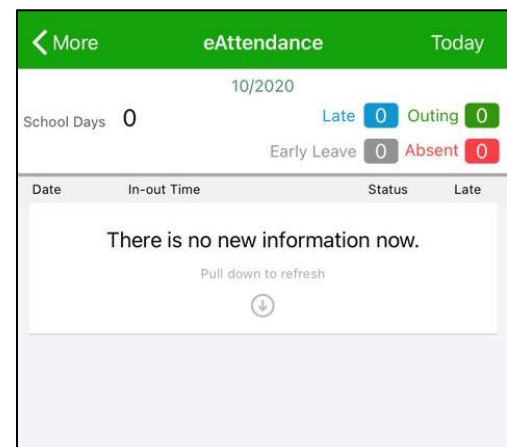 More eAttendance Today
10/2020
School Days 0 Late 0 Outing 0
Early Leave 0 Absent 0
Date In-out Time Status Late
There is no new information now.
Pull down to refresh